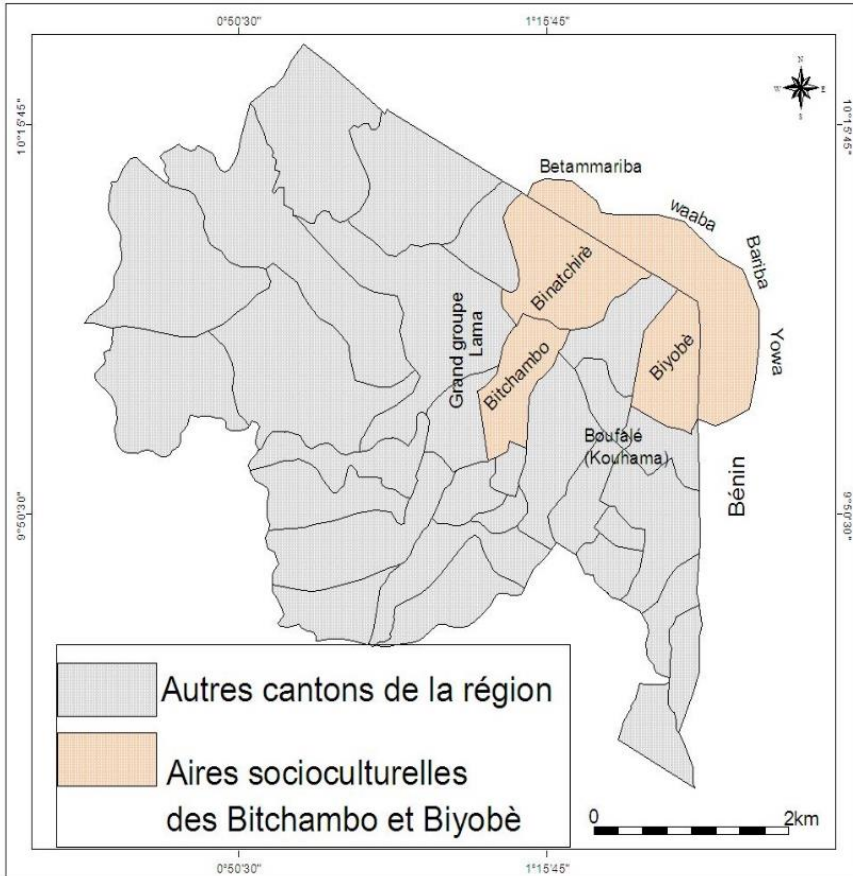 0°50'30"
1°15'45"
N
W
E
S
10°15'45"
10°15'45"
Betammariba
waaba
Bariba
Binatchirè
Grand groupe
Lama
Bitchambo
Biyobè
Yowa
Boufalé
(Kouhama)
Bénin
9°50'30"
9°50'30"
Autres cantons de la région
Aires socioculturelles
des Bitchambo et Biyobè
0 2km
0°50'30"
1°15'45"